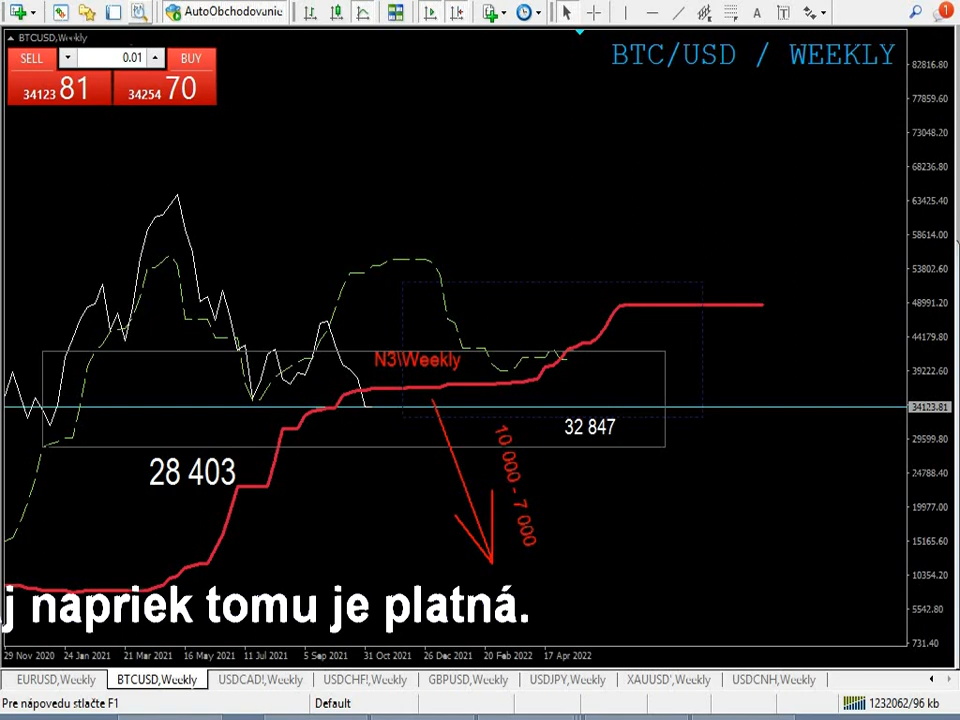 AutoObchodovanie
1
BTCUSD,Weekly
SELL
0.01
BUY
34123 81
34254 70
BTC/USD / WEEKLY
82816.80
77859.60
73048.20
68236.80
63425.40
58614.00
53802.60
48991.20
44179.80
39222.60
34123.81
29599.80
24788.40
19977.00
15165.60
10354.20
5542.80
731.40
N3\Weekly
32 847
28 403
10 000 - 7 000
j napriek tomu je platná.
29 Nov 2020 24 Jan 2021 21 Mar 2021 16 May 2021 11 Jul 2021 5 Sep 2021 31 Oct 2021 26 Dec 2021 20 Feb 2022 17 Apr 2022
EURUSD,Weekly BTCUSD,Weekly USDCAD!,Weekly USDCHF!,Weekly GBPUSD,Weekly USDJPY,Weekly XAUUSD',Weekly USDCNH,Weekly
Pre nápovedu stlačte F1 Default 1232062/96 kb